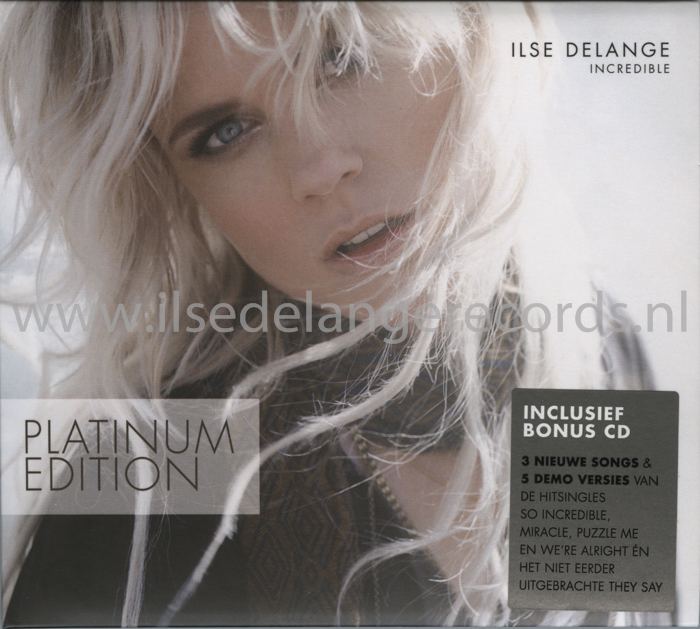 ILSE DELANGE
INCREDIBLE
www.ilsedelangerecords.nl
PLATINUM
EDITION
INCLUSIEF
BONUS CD
3 NIEUWE SONGS &
5 DEMO VERSIES VAN
DE HITSINGLES
SO INCREDIBLE,
MIRACLE, PUZZLE ME
EN WE'RE ALRIGHT ÉN
HET NIET EERDER
UITGEBRACHTE THEY SAY